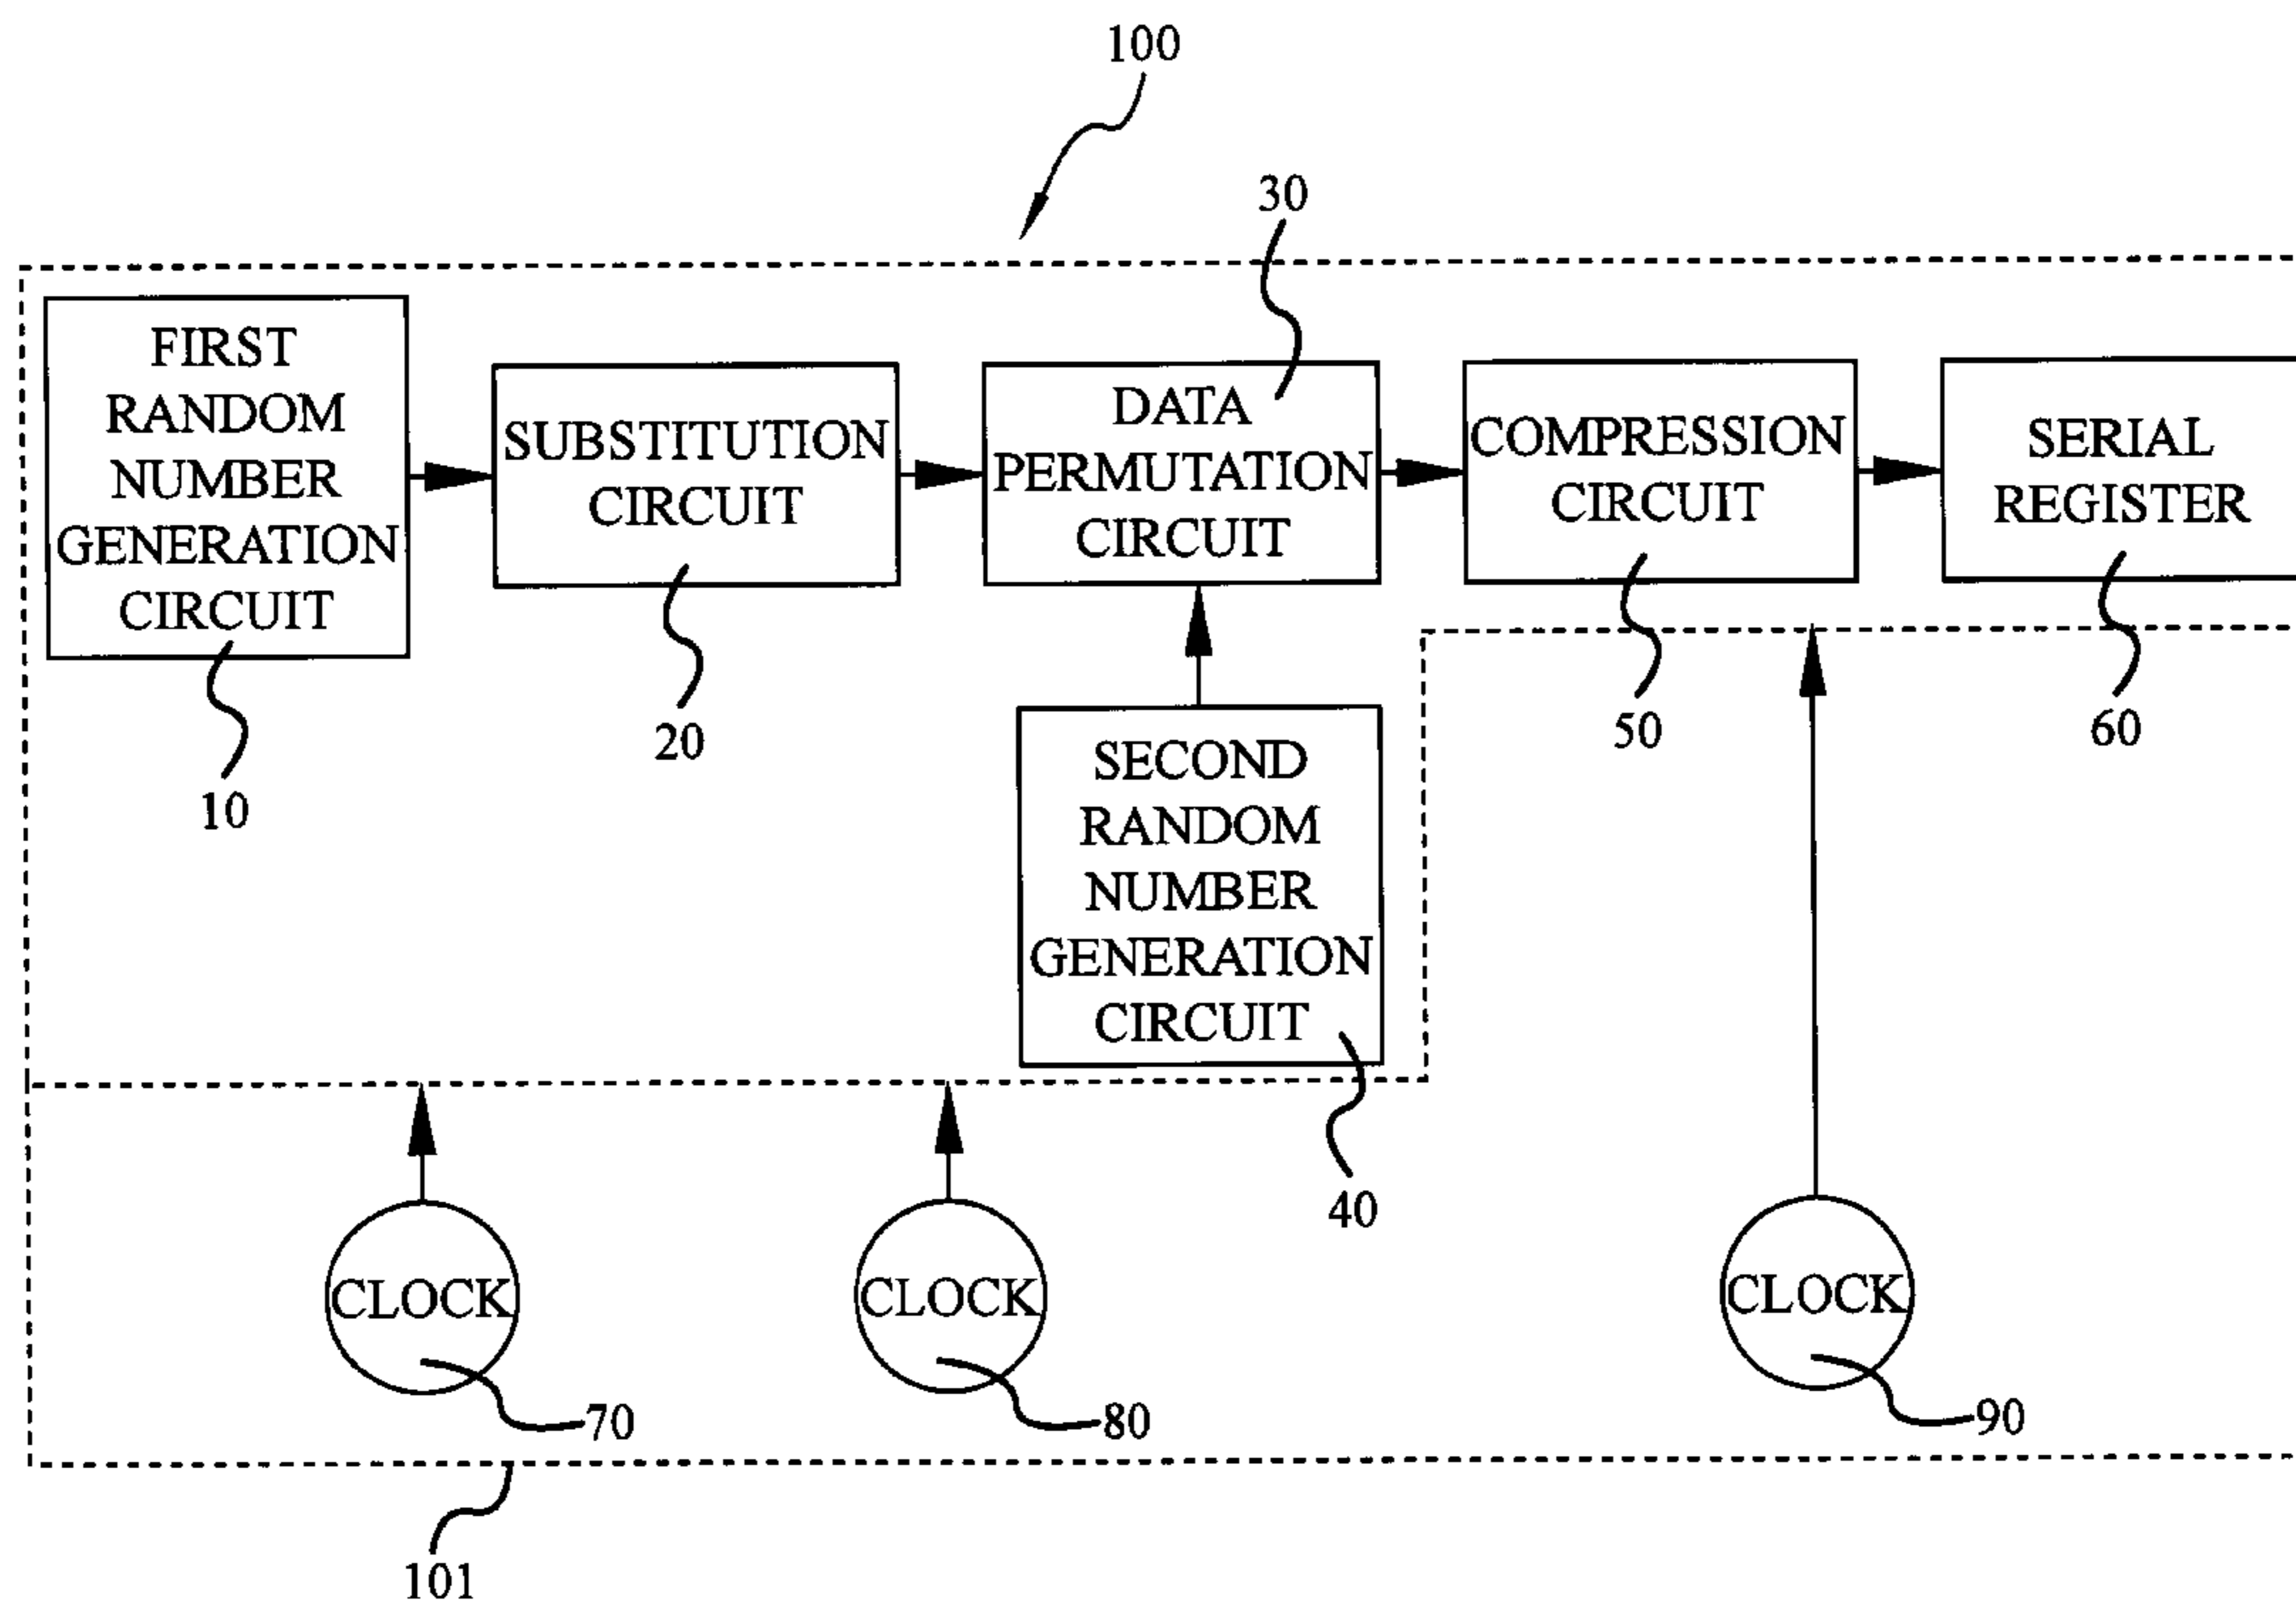 100
30
FIRST
RANDOM
NUMBER
GENERATION
CIRCUIT
10
SUBSTITUTION
CIRCUIT
20
DATA
PERMUTATION
CIRCUIT
COMPRESSION
CIRCUIT
50
SERIAL
REGISTER
60
SECOND
RANDOM
NUMBER
GENERATION
CIRCUIT
40
CLOCK
70
CLOCK
80
CLOCK
90
101